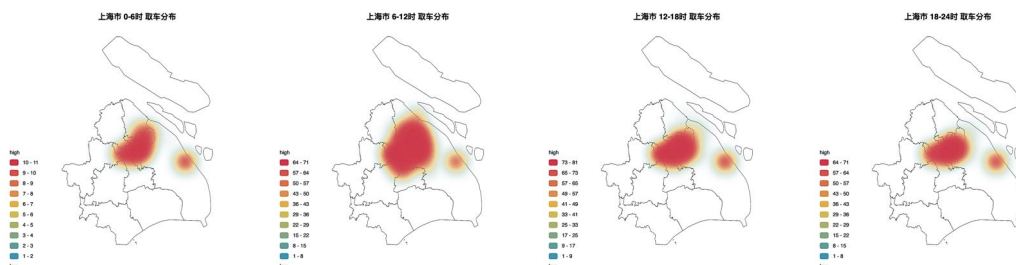 上海市 0-6时 取车分布
high
10 - 11
9 - 10
8 - 9
7 - 8
6 - 7
5 - 6
4 - 5
3 - 4
2 - 3
1 - 2
上海市 6-12时 取车分布
high
64 - 71
57 - 64
50 - 57
43 - 50
36 - 43
29 - 36
22 - 29
15 - 22
8 - 15
1 - 8
上海市 12-18时 取车分布
high
73 - 81
65 - 73
57 - 65
49 - 57
41 - 49
33 - 41
25 - 33
17 - 25
9 - 17
1 - 9
上海市 18-24时 取车分布
high
64 - 71
57 - 64
50 - 57
43 - 50
36 - 43
29 - 36
22 - 29
15 - 22
8 - 15
1 - 8